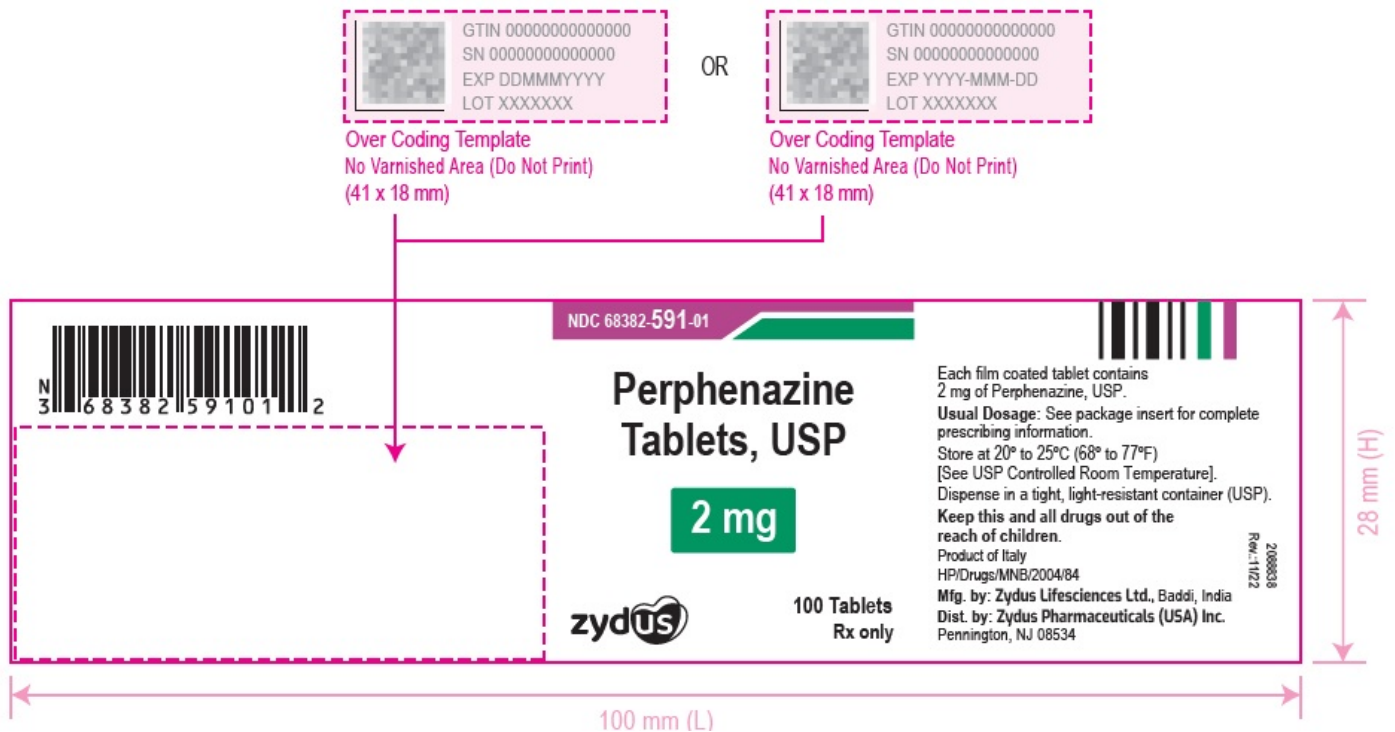 GTIN 00000000000000
SN 00000000000000
EXP DDMMMYYYY
LOT XXXXXXX
OR
GTIN 00000000000000
SN 00000000000000
EXP YYYY-MMM-DD
LOT XXXXXXX
Over Coding Template
No Varnished Area (Do Not Print)
(41 x 18 mm)
Over Coding Template
No Varnished Area (Do Not Print)
(41 x 18 mm)
N
3 68382 59101 2
NDC 68382-591-01
Perphenazine
Tablets, USP
2 mg
zydus
100 Tablets
Rx only
Each film coated tablet contains
2 mg of Perphenazine, USP.
Usual Dosage: See package insert for complete
prescribing information.
Store at 20° to 25°C (68° to 77°F)
[See USP Controlled Room Temperature].
Dispense in a tight, light-resistant container (USP).
Keep this and all drugs out of the
reach of children.
Product of Italy
HP/Drugs/MNB/2004/84
Mfg. by: Zydus Lifesciences Ltd., Baddi, India
Dist. by: Zydus Pharmaceuticals (USA) Inc.
Pennington, NJ 08534
2088838
Rev.:11/22
28 mm (H)
100 mm (L)